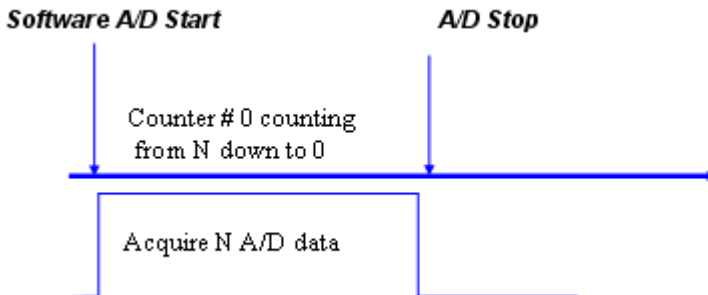 Software A/D Start
A/D Stop
Counter # 0 counting
from N down to 0
Acquire N A/D data